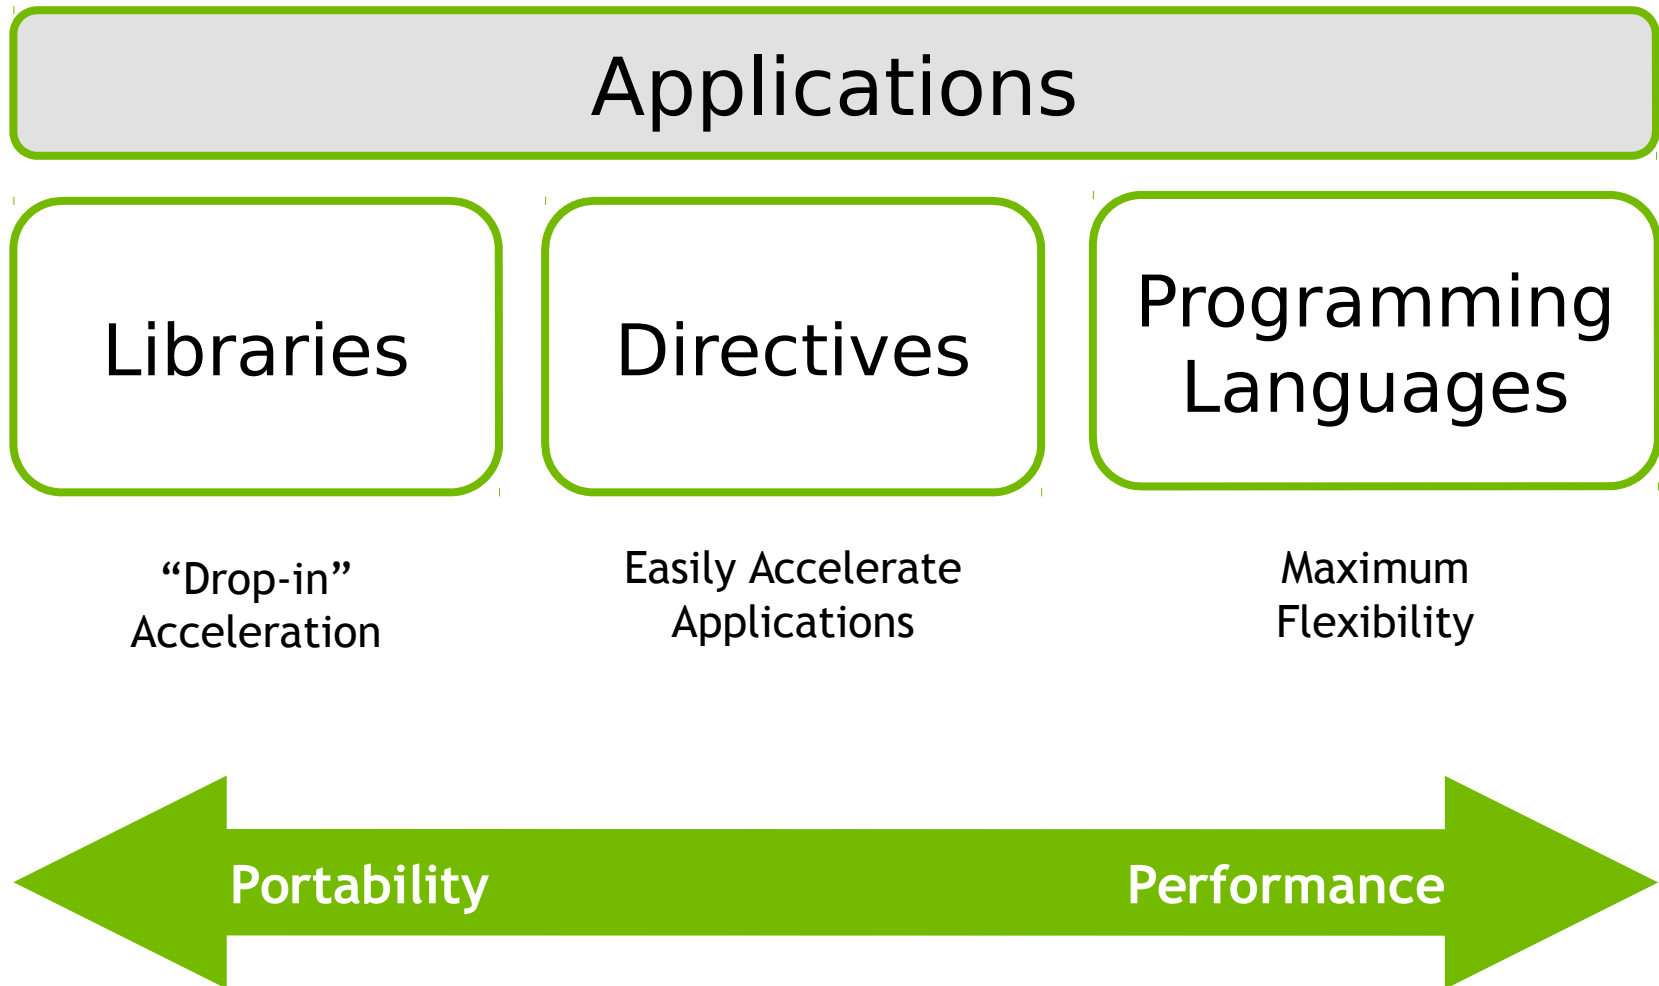 Applications
Libraries
Directives
Programming
Languages
“Drop-in”
Acceleration
Easily Accelerate
Applications
Maximum
Flexibility
Portability
Performance